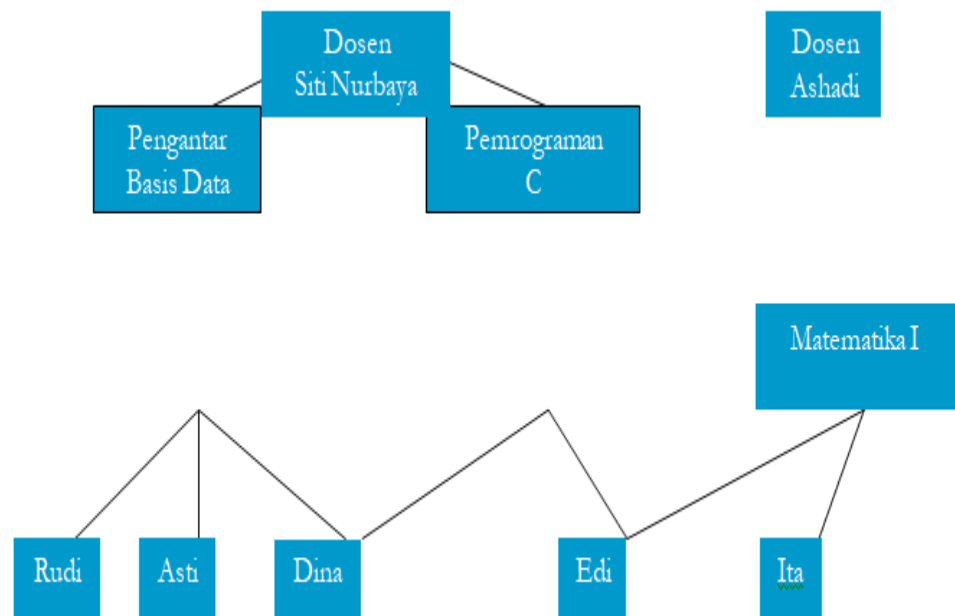 Dosen
Siti Nurbaya
Dosen
Ashadi
Pengantar
Basis Data
Pemrograman
C
Matematika I
Rudi
Asti
Dina
Edi
Ita